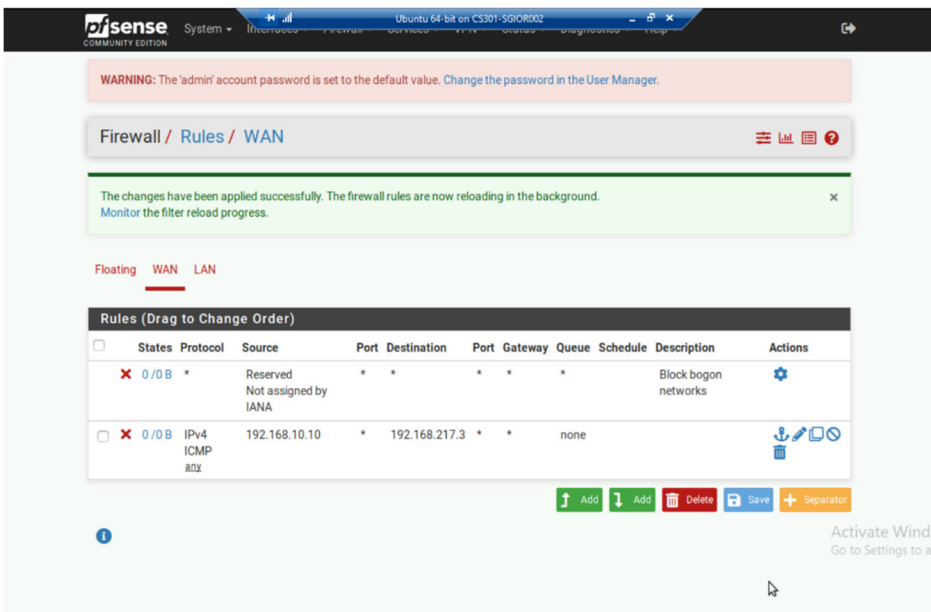 Ubuntu 64-bit on CS301-SGIOR002
pfsense
COMMUNITY EDITION
System
WARNING: The 'admin' account password is set to the default value. Change the password in the User Manager.
Firewall / Rules / WAN
The changes have been applied successfully. The firewall rules are now reloading in the background.
Monitor the filter reload progress.
×
Floating WAN LAN
Rules (Drag to Change Order)
States Protocol Source Port Destination Port Gateway Queue Schedule Description Actions
0 /0 B * Reserved * * * * * Block bogon
Not assigned by networks
IANA
0 /0 B IPv4 192.168.10.10 * 192.168.217.3 * * none
ICMP
any
Add Add Delete Save Separator
Activate Wind
Go to Settings to a